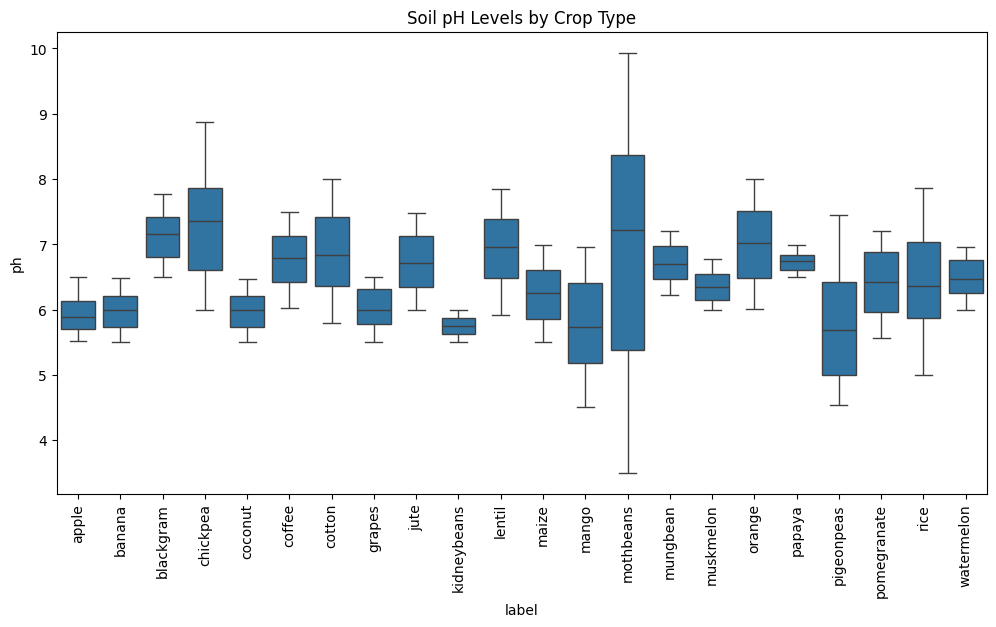 Soil pH Levels by Crop Type
ph
10
9
8
7
6
5
4
apple
banana
blackgram
chickpea
coconut
coffee
cotton
grapes
jute
kidneybeans
lentil
maize
mango
mothbeans
mungbean
muskmelon
orange
papaya
pigeonpeas
pomegranate
rice
watermelon
label